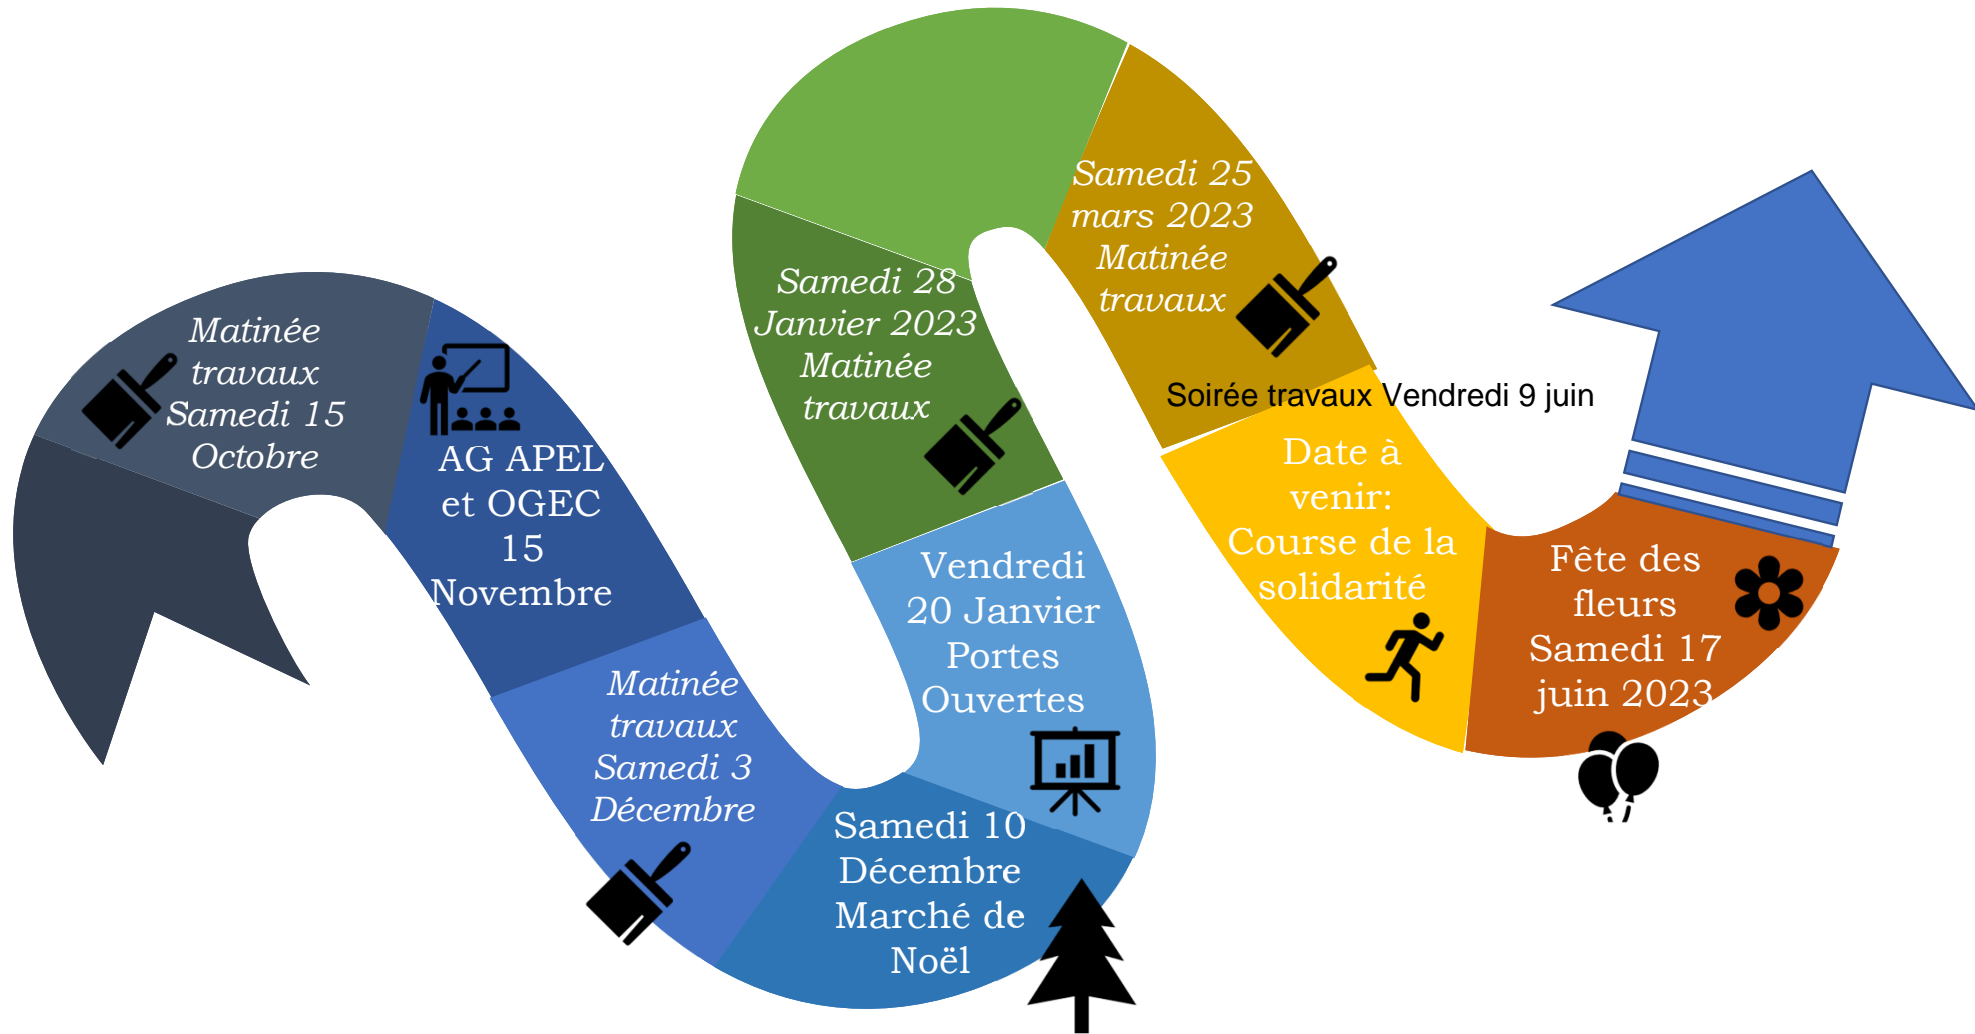 Matinée
travaux
Samedi 15
Octobre
AG APEL
et OGEC
15
Novembre
Matinée
travaux
Samedi 3
Décembre
Samedi 10
Décembre
Marché de
Noël
Vendredi
20 Janvier
Portes
Ouvertes
Samedi 28
Janvier 2023
Matinée
travaux
Samedi 25
mars 2023
Matinée
travaux
Soirée travaux Vendredi 9 juin
Date à
venir:
Course de la
solidarité
Fête des
fleurs
Samedi 17
juin 2023